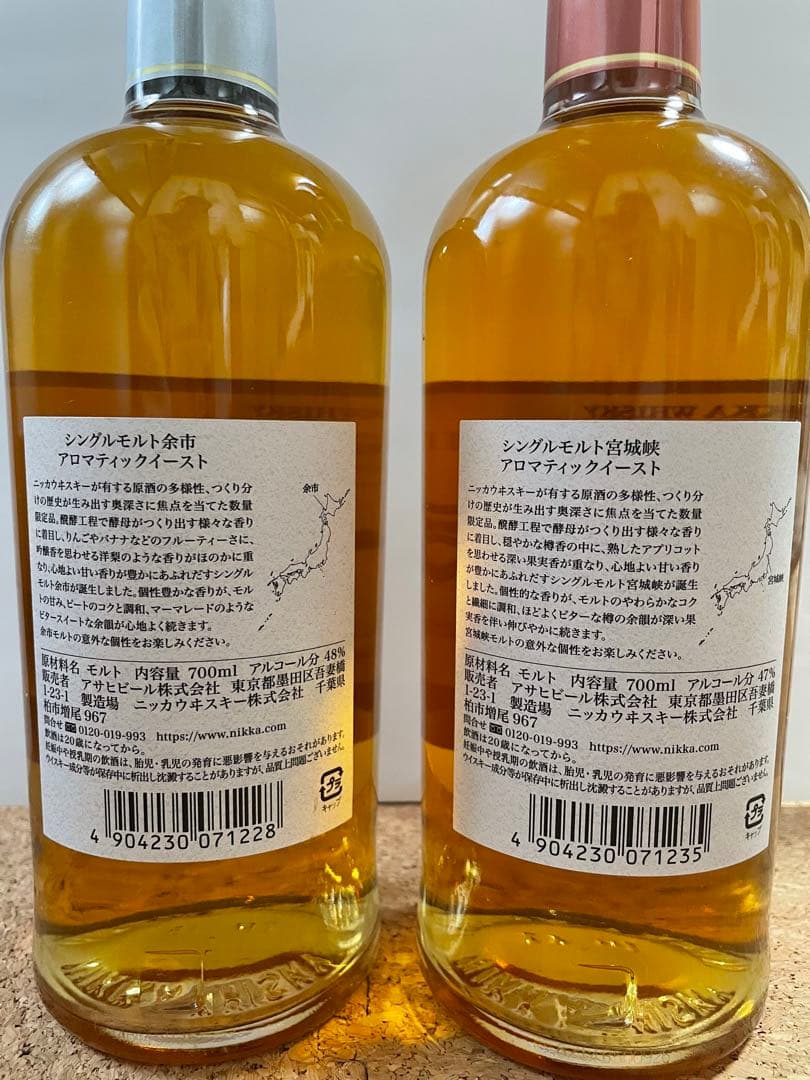 シングルモルト余市
アロマティックイースト
ニッカウヰスキーが有する原酒の多様性、つくり分
けの歴史が生み出す奥深さに焦点を当てた数量
限定品。醗酵工程で酵母がつくり出す様々な香り
に着目し、りんごやバナナなどのフルーティーさに、
吟醸香を思わせる洋梨のような香りがほのかに重
なり、心地よい甘い香りが豊かにあふれだすシングル
モルト余市が誕生しました。個性豊かな香りが、モル
トの甘み、ピートのコクと調和、マーマレードのような
ビタースイートな余韻が心地よく続きます。
余市モルトの意外な個性をお楽しみください。
余市
原材料名 モルト 内容量 700ml アルコール分 48%
販売者 アサヒビール株式会社 東京都墨田区吾妻橋
1-23-1 製造場 ニッカウヰスキー株式会社 千葉県
柏市増尾 967
問合せ 0120-019-993 https://www.nikka.com
飲酒は20歳になってから。
妊娠中や授乳期の飲酒は、胎児・乳児の発育に悪影響を与えるおそれがあります。
ウイスキー成分等が保存中に析出し沈澱することがありますが、品質上問題ございません。
プラ
キャップ
4 904230 071228
KKA WHISKY
シングルモルト宮城峡
アロマティックイースト
ニッカウヰスキーが有する原酒の多様性、つくり分
けの歴史が生み出す奥深さに焦点を当てた数量
限定品。醗酵工程で酵母がつくり出す様々な香り
に着目し、穏やかな樽香の中に、熟したアプリコット
を思わせる深い果実香が重なり、心地よい甘い香り
が豊かにあふれだすシングルモルト宮城峡が誕生
しました。個性的な香りが、モルトのやわらかなコク
と繊細に調和、ほどよくビターな樽の余韻が深い果
実香を伴い伸びやかに続きます。
宮城峡モルトの意外な個性をお楽しみください。
宮城峡
原材料名 モルト 内容量 700ml アルコール分 47%
販売者 アサヒビール株式会社 東京都墨田区吾妻橋
1-23-1 製造場 ニッカウヰスキー株式会社 千葉県
柏市増尾 967
問合せ 0120-019-993 https://www.nikka.com
飲酒は20歳になってから。
妊娠中や授乳期の飲酒は、胎児・乳児の発育に悪影響を与えるおそれがあります。
ウイスキー成分等が保存中に析出し沈澱することがありますが、品質上問題ございません。
プラ
キャップ
4 904230 071235